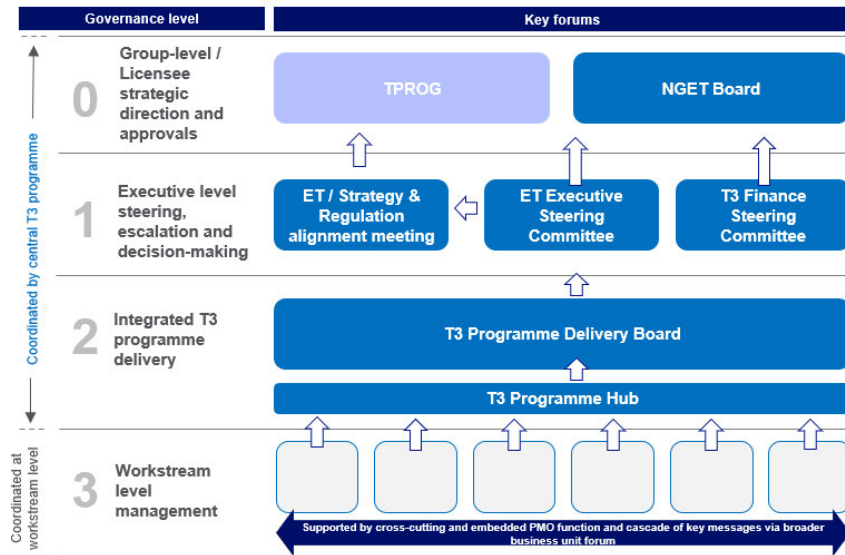 Governance level
Key forums
Coordinated by central T3 programme
0
Group-level /
Licensee
strategic
direction and
approvals
TPROG
NGET Board
1
Executive level
steering,
escalation and
decision-making
ET / Strategy &
Regulation
alignment meeting
ET Executive
Steering
Committee
T3 Finance
Steering
Committee
2
Integrated T3
programme
delivery
T3 Programme Delivery Board
T3 Programme Hub
Coordinated at
workstream level
3
Workstream
level
management
Supported by cross-cutting and embedded PMO function and cascade of key messages via broader
business unit forum